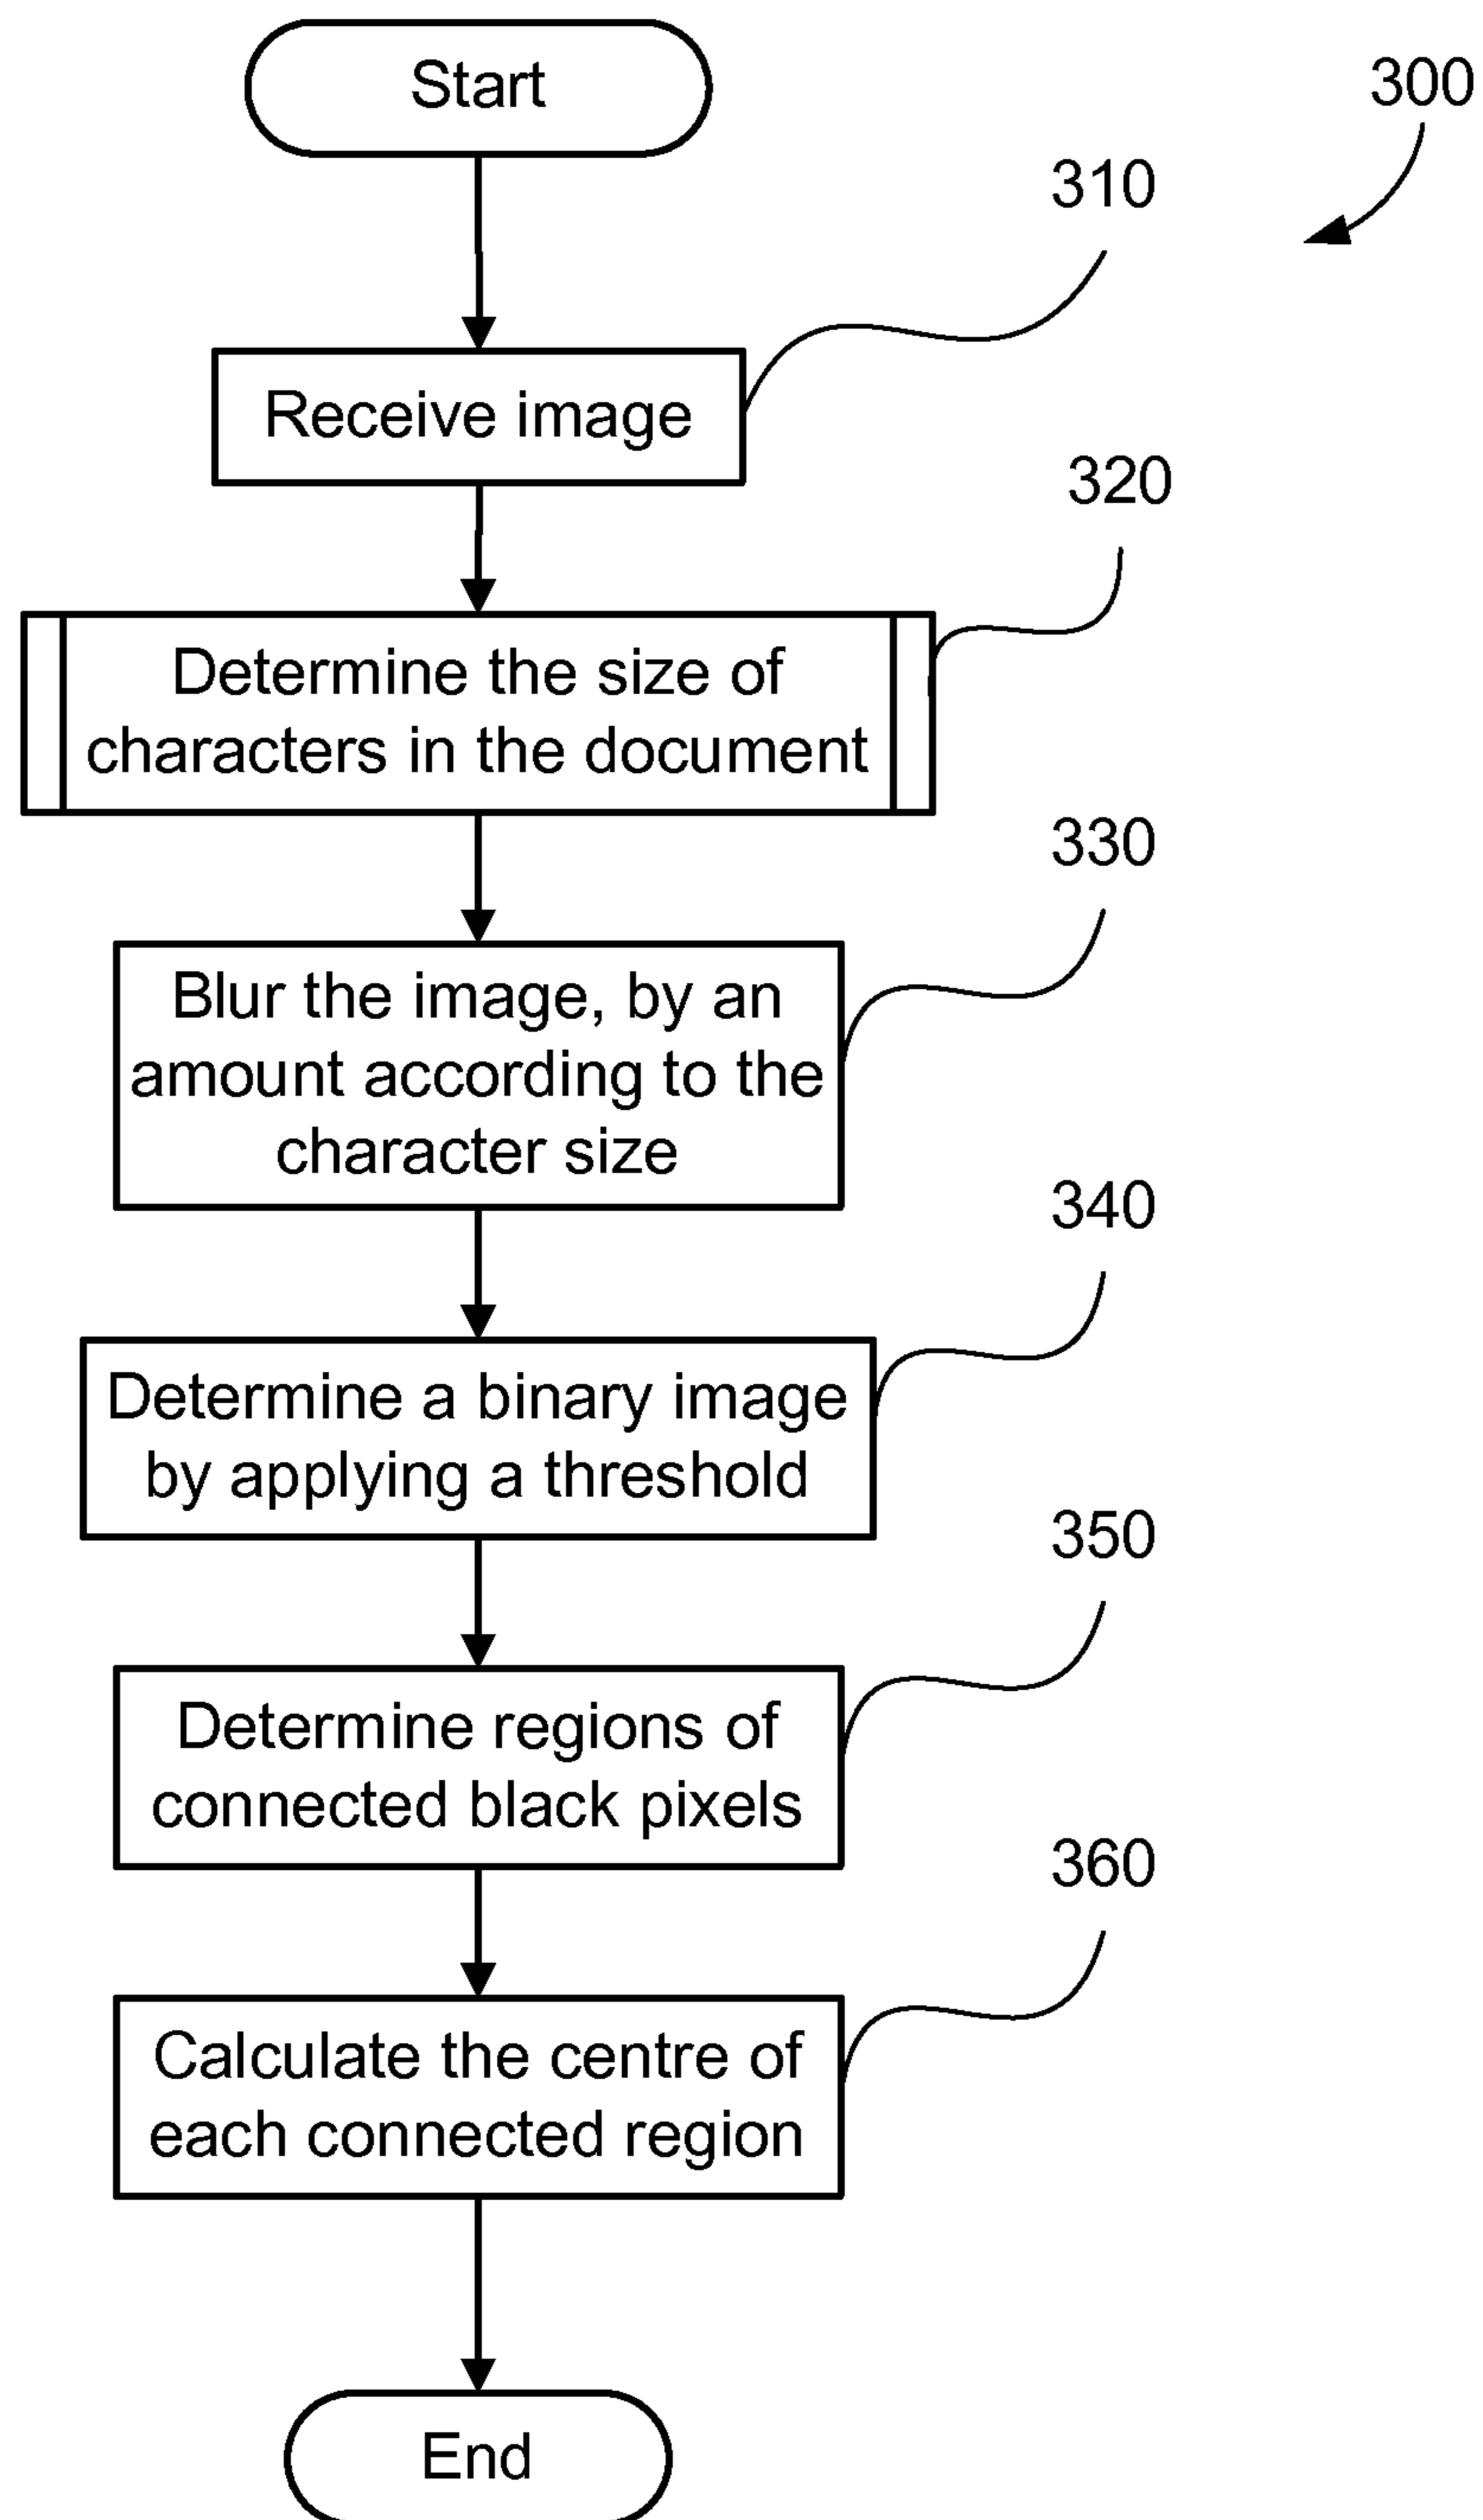 Start
300
310
Receive image
320
Determine the size of
characters in the document
330
Blur the image, by an
amount according to the
character size
340
Determine a binary image
by applying a threshold
350
Determine regions of
connected black pixels
360
Calculate the centre of
each connected region
End